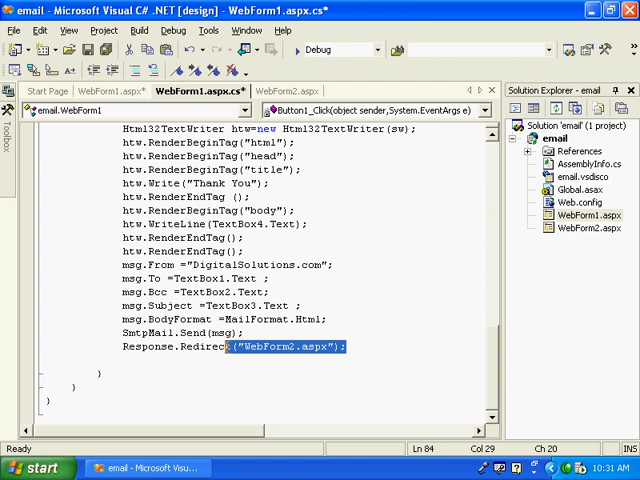 email - Microsoft Visual C# .NET [design] - WebForm1.aspx.cs*
File Edit View Project Build Debug Tools Window Help
Debug
Start Page WebForm1.aspx* WebForm1.aspx.cs* WebForm2.aspx
Solution Explorer - email
email.WebForm1 Button1_Click(object sender,System.EventArgs e)
Toolbox
Html32TextWriter htw=new Html32TextWriter(sw);
htw.RenderBeginTag("html");
htw.RenderBeginTag("head");
htw.RenderBeginTag("title");
htw.Write("Thank You");
htw.RenderEndTag ();
htw.RenderBeginTag("body");
htw.WriteLine(TextBox4.Text);
htw.RenderEndTag();
htw.RenderEndTag();
msg.From ="DigitalSolutions.com";
msg.To =TextBox1.Text ;
msg.Bcc =TextBox2.Text;
msg.Subject =TextBox3.Text ;
msg.BodyFormat =MailFormat.Html;
SmtpMail.Send(msg);
Response.Redirect("WebForm2.aspx");
}
}
}
Solution 'email' (1 project)
email
References
AssemblyInfo.cs
email.vsdisco
Global.asax
Web.config
WebForm1.aspx
WebForm2.aspx
Ready Ln 84 Col 29 Ch 20 INS
start email - Microsoft Visu... 10:31 AM